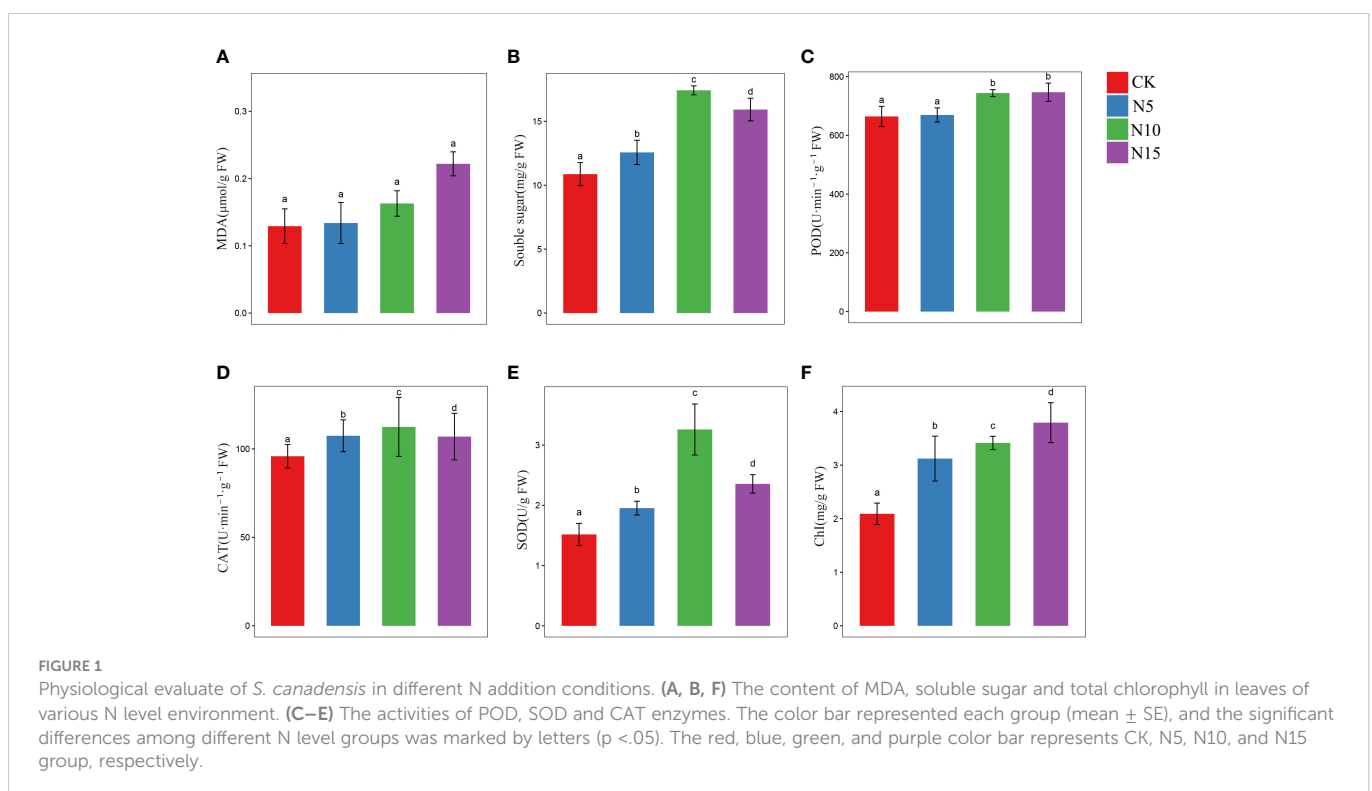 A
B
C
MDA(μmol/g FW)
0.3
0.2
0.1
0.0
a
a
a
a
Souble sugar(mg/g FW)
15
10
5
0
a
b
c
d
POD(U·min⁻¹·g⁻¹ FW)
800
600
400
200
0
a
a
b
b
CK
N5
N10
N15
D
E
F
CAT(U·min⁻¹·g⁻¹ FW)
100
50
0
a
b
c
d
SOD(U/g FW)
3
2
1
0
a
b
c
d
Chl(mg/g FW)
4
3
2
1
0
a
b
c
d
FIGURE 1
Physiological evaluate of S. canadensis in different N addition conditions. (A, B, F) The content of MDA, soluble sugar and total chlorophyll in leaves of
various N level environment. (C–E) The activities of POD, SOD and CAT enzymes. The color bar represented each group (mean ± SE), and the significant
differences among different N level groups was marked by letters (p <.05). The red, blue, green, and purple color bar represents CK, N5, N10, and N15
group, respectively.